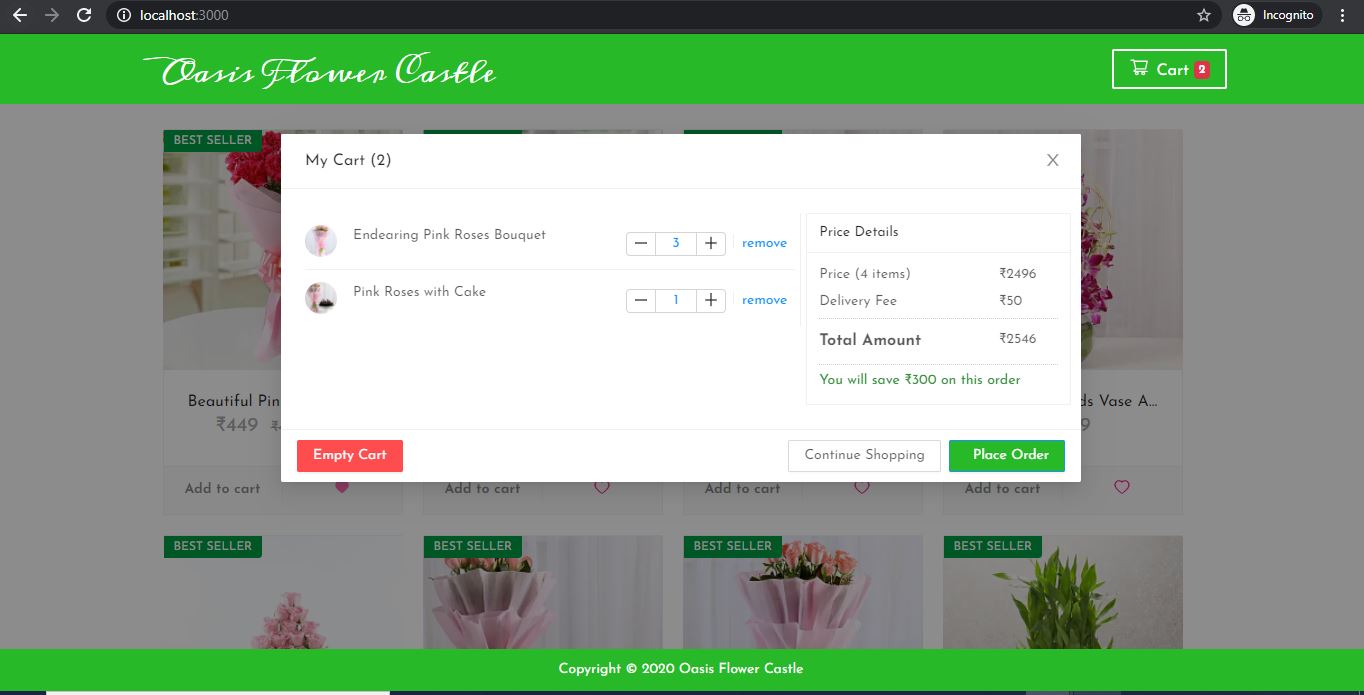 localhost:3000
Incognito
Oasis Flower Castle
Cart 2
BEST SELLER
My Cart (2)
X
Endearing Pink Roses Bouquet
3
remove
Pink Roses with Cake
1
remove
Price Details
Price (4 items) ₹2496
Delivery Fee ₹50
Total Amount ₹2546
You will save ₹300 on this order
Beautiful Pin
ds Vase A...
₹449
Empty Cart
Continue Shopping
Place Order
Add to cart
Add to cart
Add to cart
Add to cart
BEST SELLER
BEST SELLER
BEST SELLER
BEST SELLER
Copyright © 2020 Oasis Flower Castle